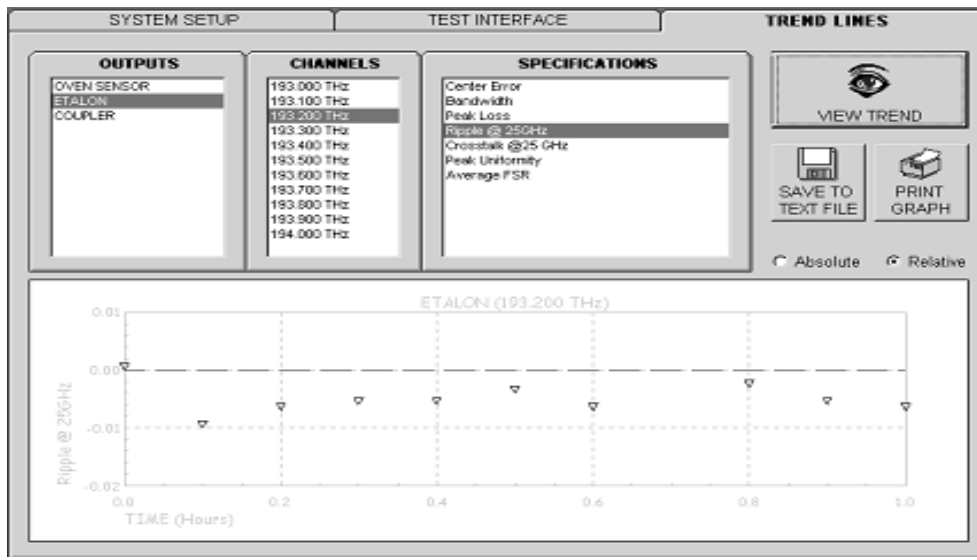 SYSTEM SETUP
TEST INTERFACE
TREND LINES
OUTPUTS
OVEN SENSOR
ETALON
COUPLER
CHANNELS
193.000 THz
193.100 THz
193.200 THz
193.300 THz
193.400 THz
193.500 THz
193.600 THz
193.700 THz
193.800 THz
193.900 THz
194.000 THz
SPECIFICATIONS
Center Error
Bandwidth
Peak Loss
Ripple @ 25GHz
Crosstalk @25 GHz
Peak Uniformity
Average FSR
VIEW TREND
SAVE TO
TEXT FILE
PRINT
GRAPH
Absolute
Relative
ETALON (193.200 THz)
Ripple @ 25GHz
0.01
0.00
-0.01
-0.02
0.0
0.2
0.4
0.6
0.8
1.0
TIME (Hours)